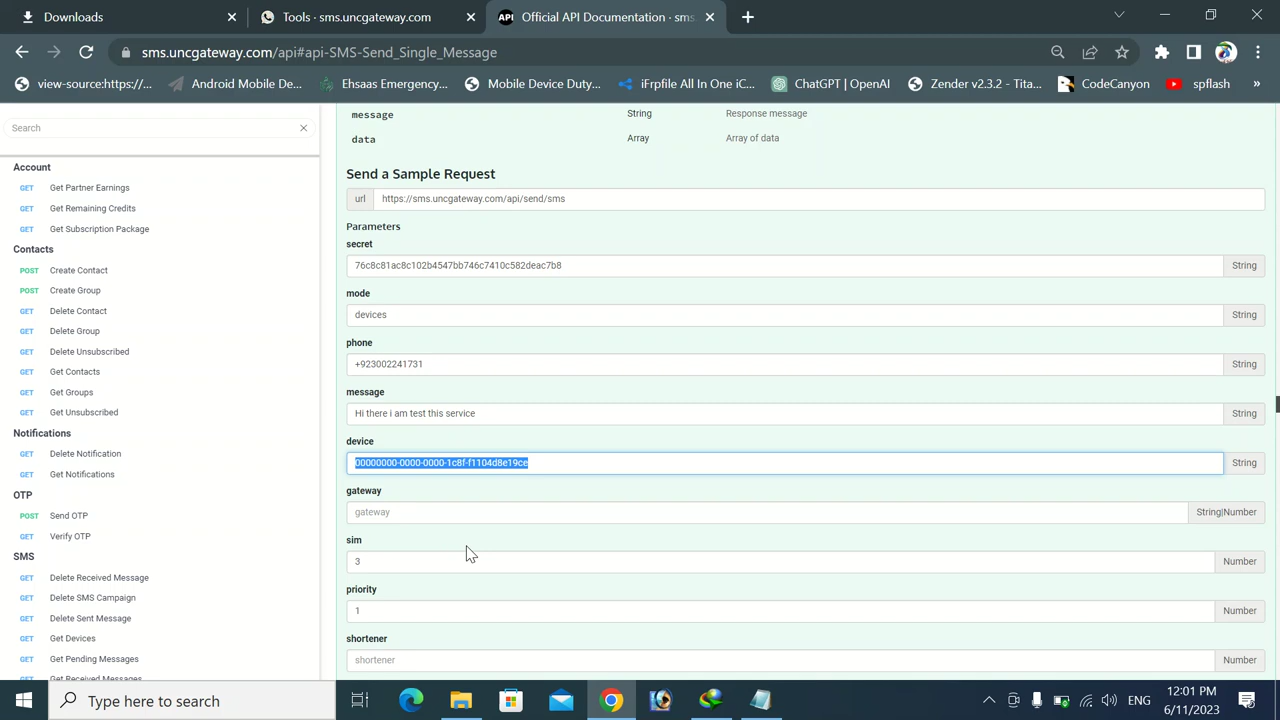 Downloads
Tools - sms.uncgateway.com
API Official API Documentation - sms.
sms.uncgateway.com/api#api-SMS-Send_Single_Message
view-source:https://... Android Mobile De... Ehsaas Emergency... Mobile Device Duty... iFrpfile All In One iC... ChatGPT | OpenAI Zender v2.3.2 - Tita... CodeCanyon spflash »
Search
Account
GET Get Partner Earnings
GET Get Remaining Credits
GET Get Subscription Package
Contacts
POST Create Contact
POST Create Group
GET Delete Contact
GET Delete Group
GET Delete Unsubscribed
GET Get Contacts
GET Get Groups
GET Get Unsubscribed
Notifications
GET Delete Notification
GET Get Notifications
OTP
POST Send OTP
GET Verify OTP
SMS
GET Delete Received Message
GET Delete SMS Campaign
GET Delete Sent Message
GET Get Devices
GET Get Pending Messages
GET Get Received Messages
message String Response message
data Array Array of data
Send a Sample Request
url https://sms.uncgateway.com/api/send/sms
Parameters
secret
76c8c81ac8c102b4547bb746c7410c582deac7b8 String
mode
devices String
phone
+923002241731 String
message
Hi there i am test this service String
device
00000000-0000-0000-1c8f-f1104d8e19ce String
gateway
gateway String|Number
sim
3 Number
priority
1 Number
shortener
shortener Number
Type here to search
ENG
12:01 PM
6/11/2023